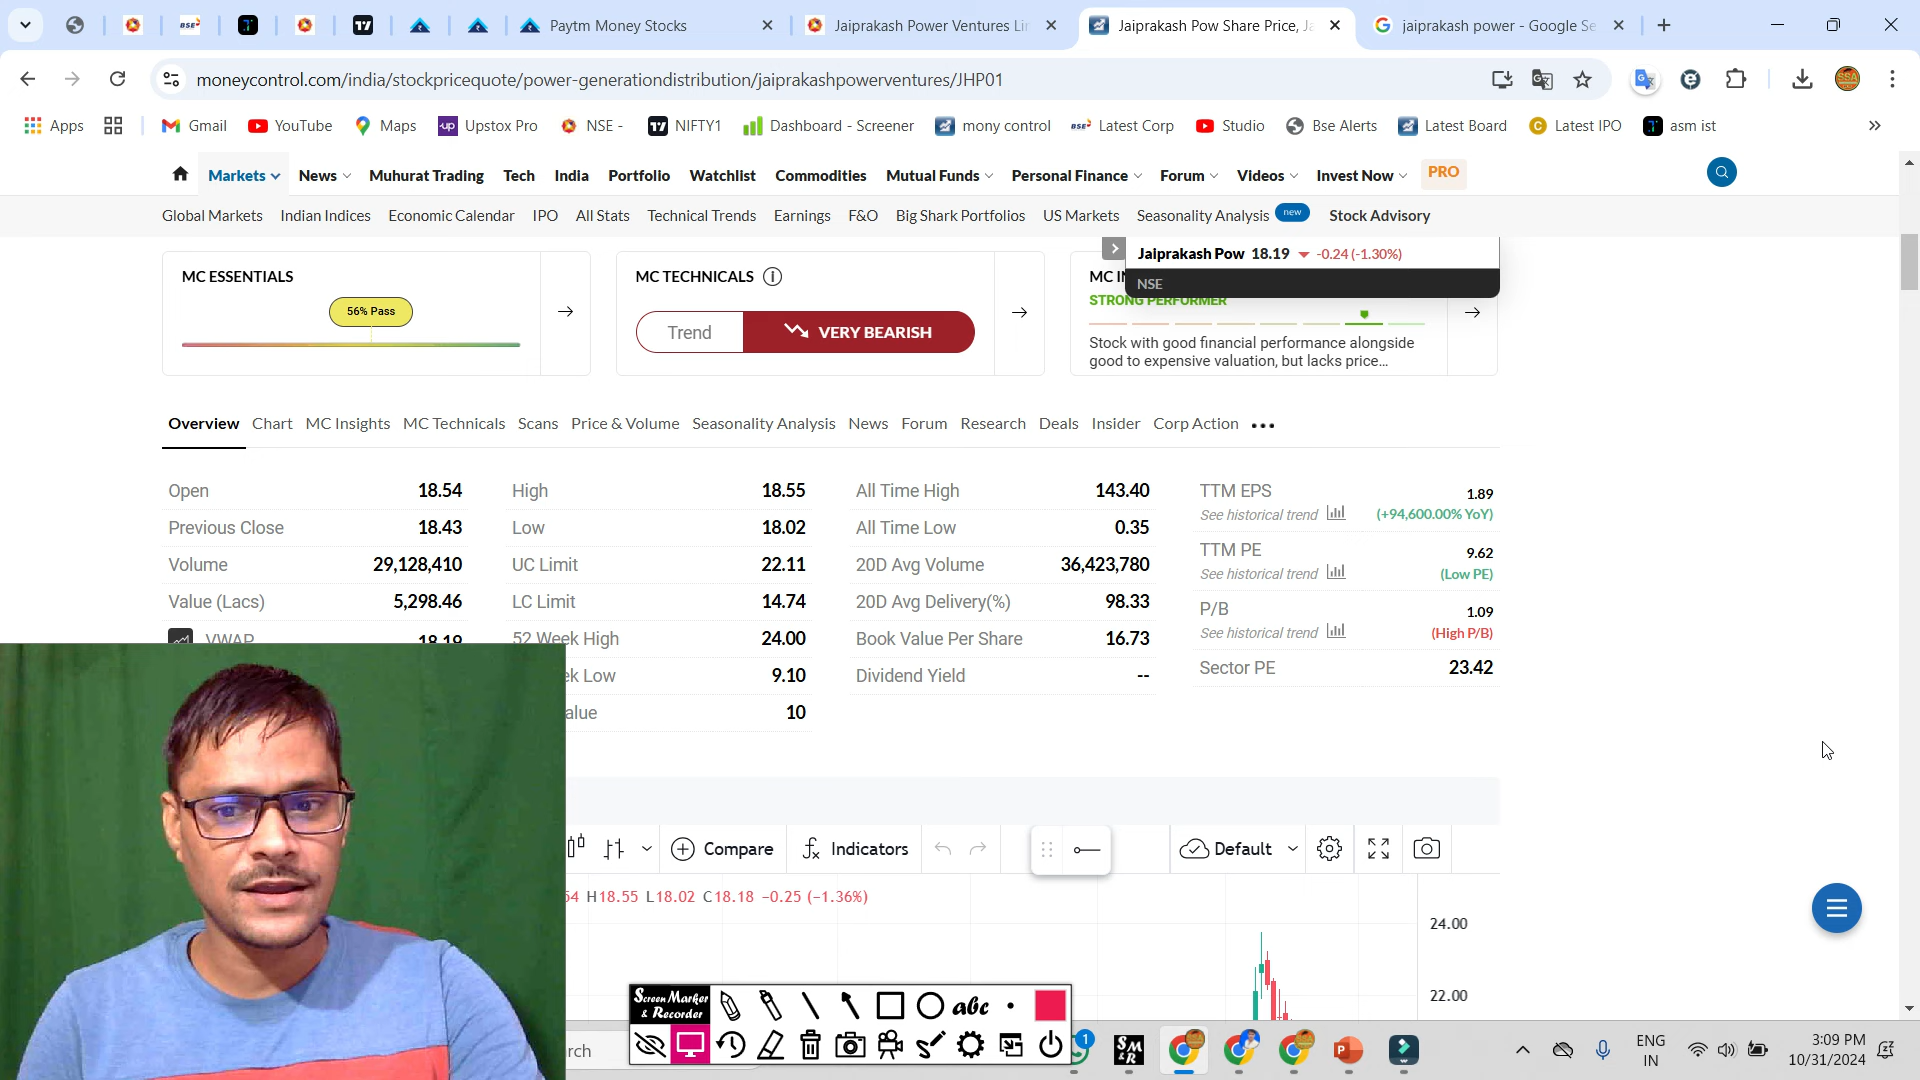 Paytm Money Stocks
Jaiprakash Power Ventures Li
Jaiprakash Pow Share Price, Ja
jaiprakash power - Google Se
moneycontrol.com/india/stockpricequote/power-generationdistribution/jaiprakashpowerventures/JHP01
Apps
Gmail
YouTube
Maps
Upstox Pro
NSE -
NIFTY1
Dashboard - Screener
mony control
Latest Corp
Studio
Bse Alerts
Latest Board
Latest IPO
asm ist
Markets
News
Muhurat Trading
Tech
India
Portfolio
Watchlist
Commodities
Mutual Funds
Personal Finance
Forum
Videos
Invest Now
PRO
Global Markets
Indian Indices
Economic Calendar
IPO
All Stats
Technical Trends
Earnings
F&O
Big Shark Portfolios
US Markets
Seasonality Analysis
new
Stock Advisory
Jaiprakash Pow 18.19 -0.24 (-1.30%)
NSE
MC ESSENTIALS
56% Pass
MC TECHNICALS
Trend
VERY BEARISH
STRONG PERFORMER
Stock with good financial performance alongside
good to expensive valuation, but lacks price...
Overview
Chart
MC Insights
MC Technicals
Scans
Price & Volume
Seasonality Analysis
News
Forum
Research
Deals
Insider
Corp Action
Open 18.54
Previous Close 18.43
Volume 29,128,410
Value (Lacs) 5,298.46
VWAP 18.19
High 18.55
Low 18.02
UC Limit 22.11
LC Limit 14.74
52 Week High 24.00
ek Low 9.10
alue 10
All Time High 143.40
All Time Low 0.35
20D Avg Volume 36,423,780
20D Avg Delivery(%) 98.33
Book Value Per Share 16.73
Dividend Yield --
TTM EPS 1.89
See historical trend (+94,600.00% YoY)
TTM PE 9.62
See historical trend (Low PE)
P/B 1.09
See historical trend (High P/B)
Sector PE 23.42
Compare
Indicators
Default
54 H18.55 L18.02 C18.18 -0.25 (-1.36%)
24.00
22.00
Screen Marker
& Recorder
abc
rch
1
SM
&R
ENG
IN
3:09 PM
10/31/2024